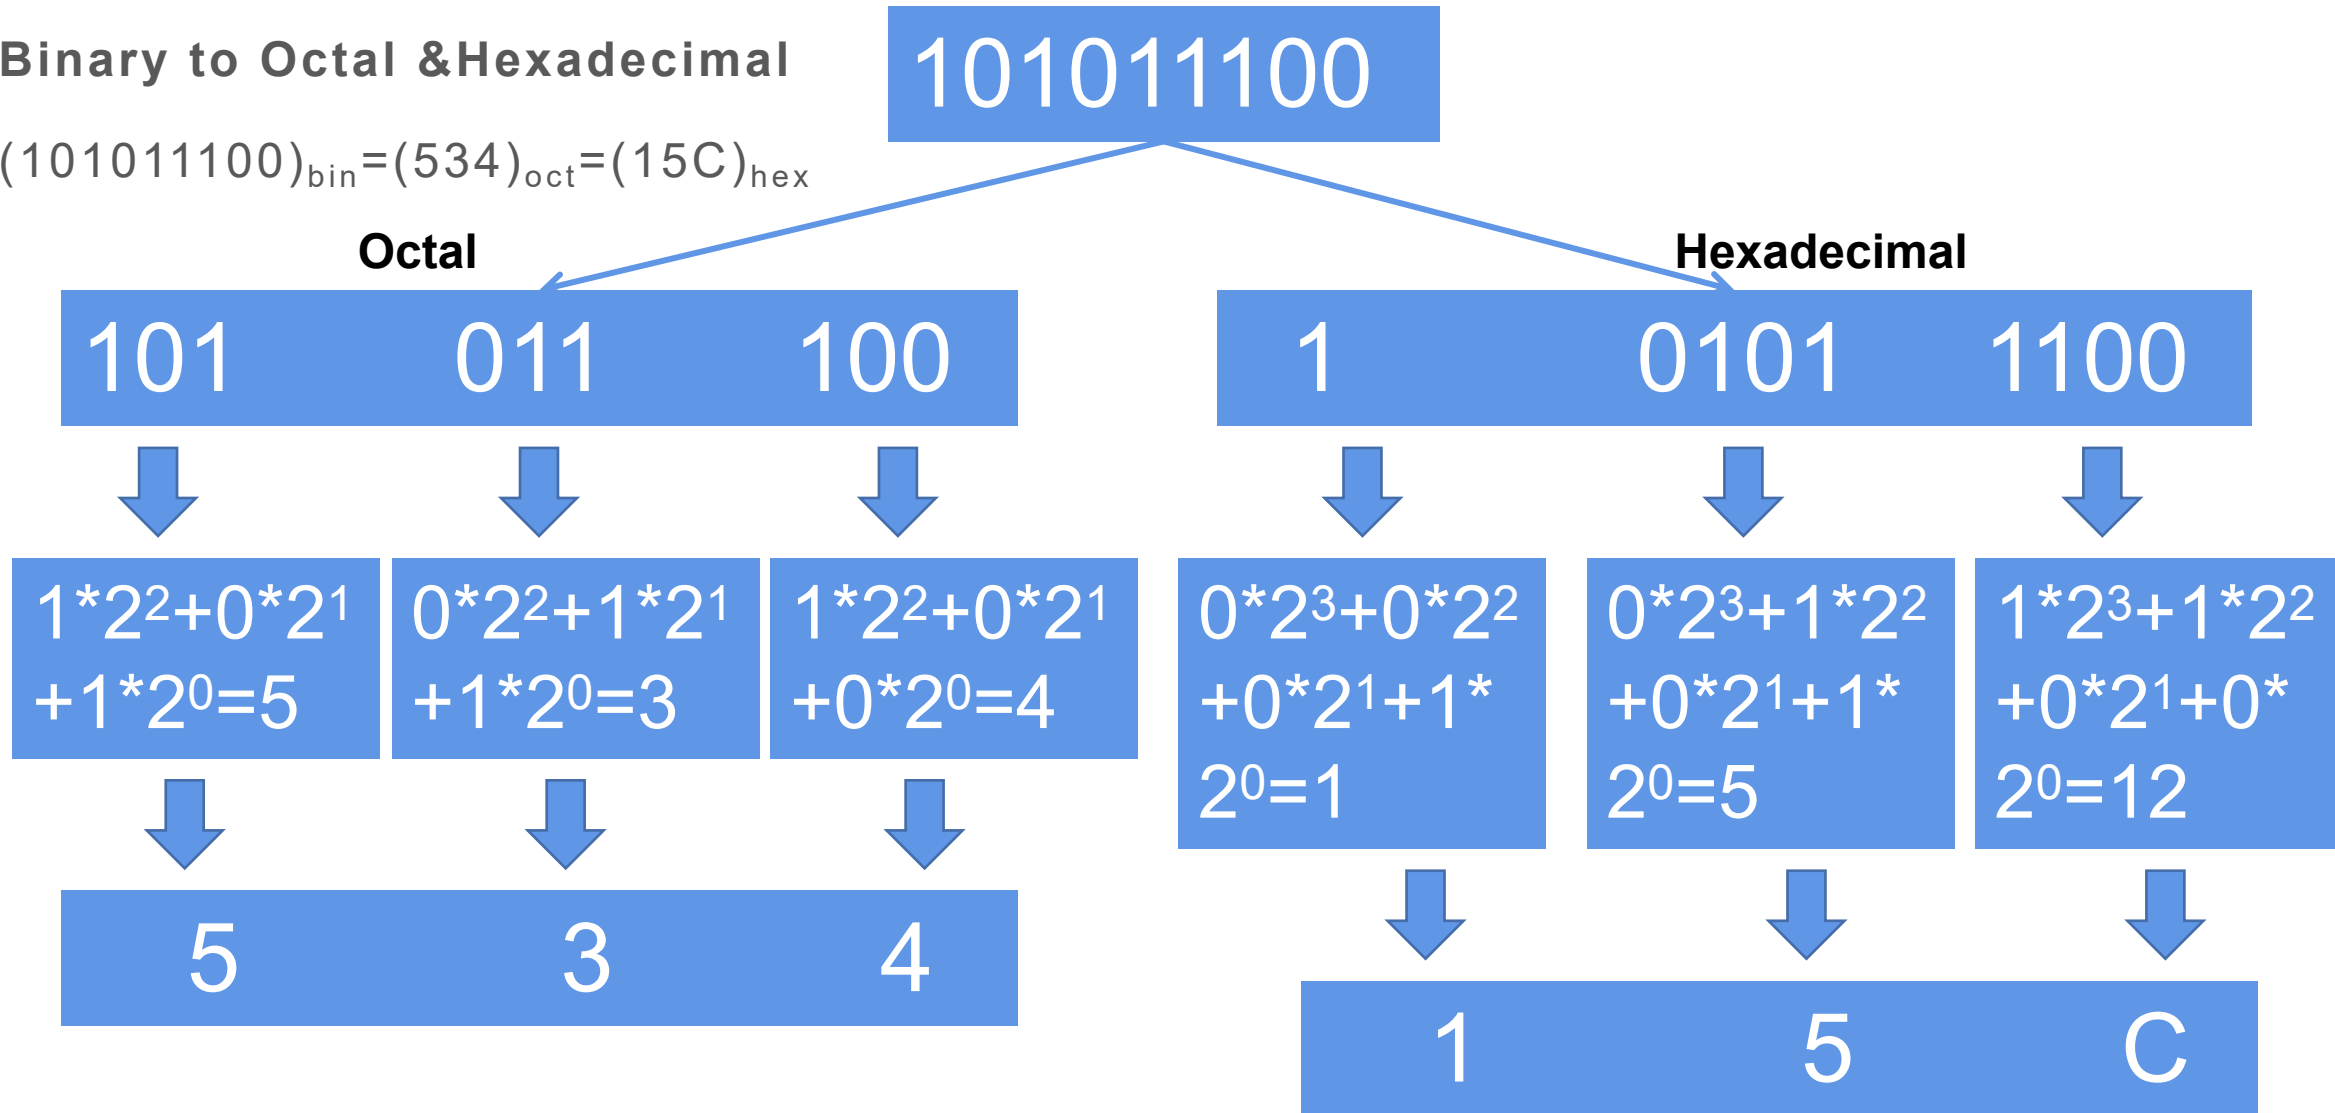 Binary to Octal &Hexadecimal
101011100
(101011100)bin=(534)oct=(15C)hex
Octal
101 011 100
1*2²+0*2¹
+1*2⁰=5
0*2²+1*2¹
+1*2⁰=3
1*2²+0*2¹
+0*2⁰=4
5 3 4
Hexadecimal
1 0101 1100
0*2³+0*2²
+0*2¹+1*
2⁰=1
0*2³+1*2²
+0*2¹+1*
2⁰=5
1*2³+1*2²
+0*2¹+0*
2⁰=12
1 5 C